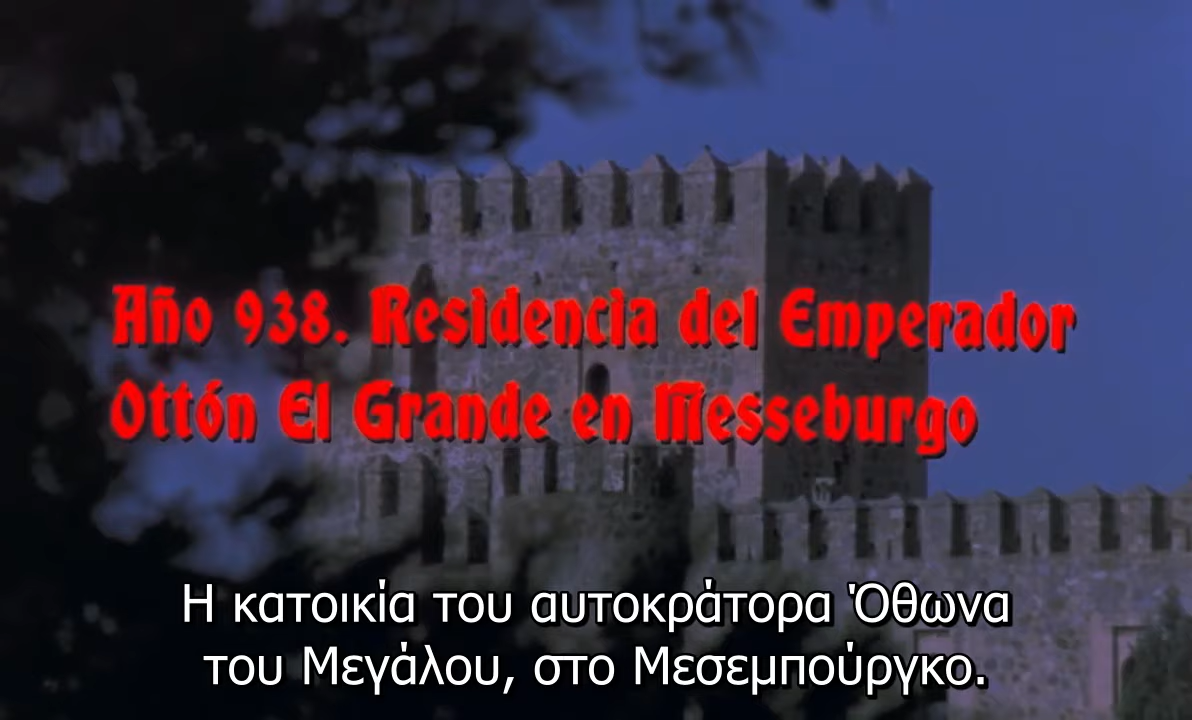 Año 938. Residencia del Emperador
Ottón El Grande en Messeburgo
Η κατοικία του αυτοκράτορα Όθωνα
του Μεγάλου, στο Μεσεμπούργκο.